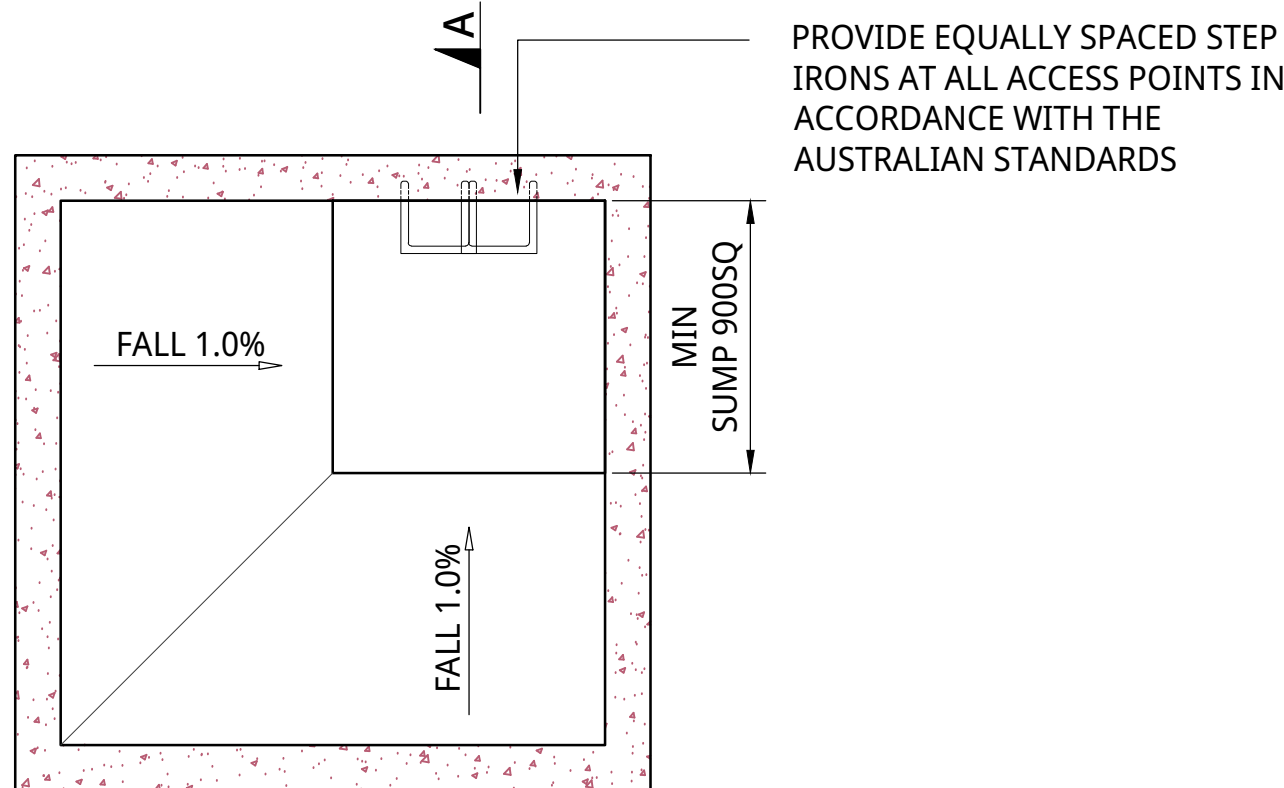 A
PROVIDE EQUALLY SPACED STEP
IRONS AT ALL ACCESS POINTS IN
ACCORDANCE WITH THE
AUSTRALIAN STANDARDS
FALL 1.0%
MIN
SUMP 900SQ
FALL 1.0%